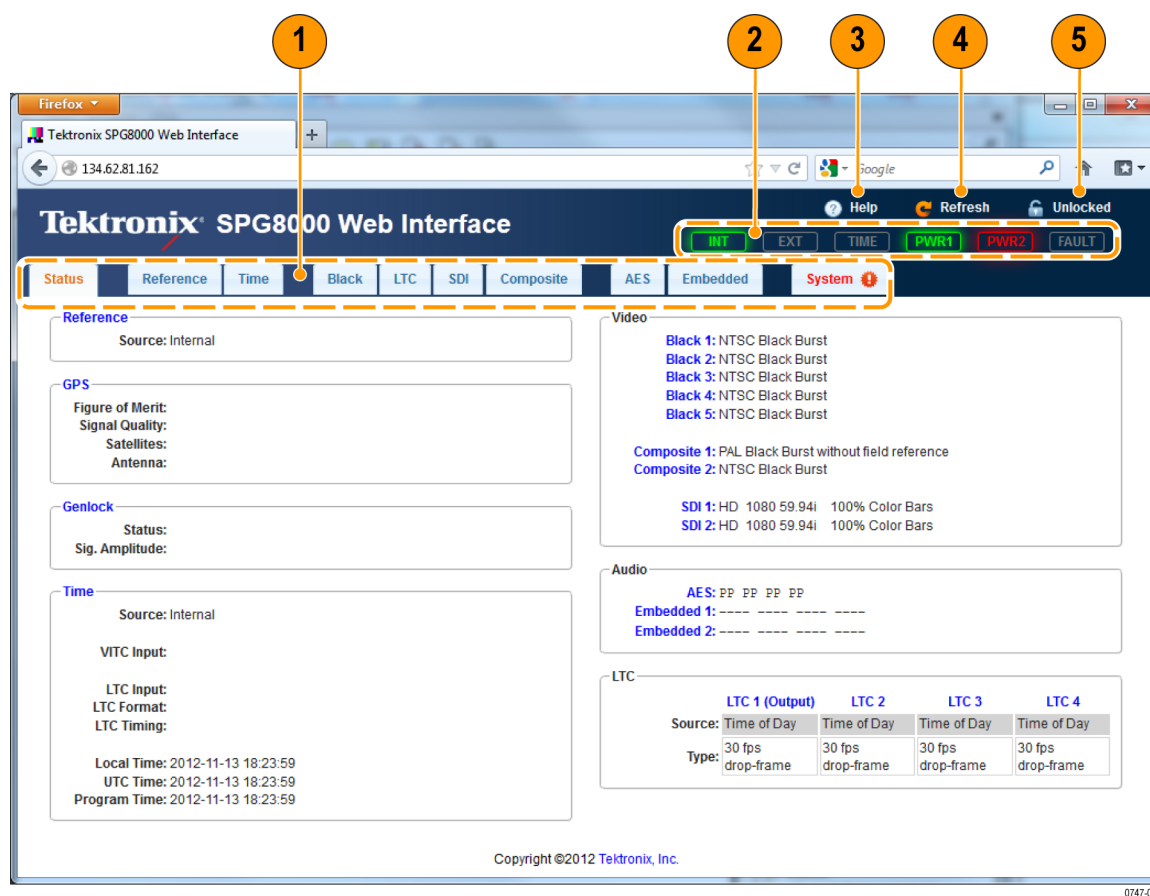 1 2 3 4 5
Firefox
Tektronix SPG8000 Web Interface +
134.62.81.162 Google
Tektronix SPG8000 Web Interface
Help Refresh Unlocked
INT EXT TIME PWR1 PWR2 FAULT
Status Reference Time Black LTC SDI Composite AES Embedded System
Reference
Source: Internal
GPS
Figure of Merit:
Signal Quality:
Satellites:
Antenna:
Genlock
Status:
Sig. Amplitude:
Time
Source: Internal
VITC Input:
LTC Input:
LTC Format:
LTC Timing:
Local Time: 2012-11-13 18:23:59
UTC Time: 2012-11-13 18:23:59
Program Time: 2012-11-13 18:23:59
Video
Black 1: NTSC Black Burst
Black 2: NTSC Black Burst
Black 3: NTSC Black Burst
Black 4: NTSC Black Burst
Black 5: NTSC Black Burst
Composite 1: PAL Black Burst without field reference
Composite 2: NTSC Black Burst
SDI 1: HD 1080 59.94i 100% Color Bars
SDI 2: HD 1080 59.94i 100% Color Bars
Audio
AES: PP PP PP PP
Embedded 1: ---- ---- ---- ----
Embedded 2: ---- ---- ---- ----
LTC
LTC 1 (Output) LTC 2 LTC 3 LTC 4
Source: Time of Day Time of Day Time of Day Time of Day
Type: 30 fps 30 fps 30 fps 30 fps
drop-frame drop-frame drop-frame drop-frame
Copyright ©2012 Tektronix, Inc.